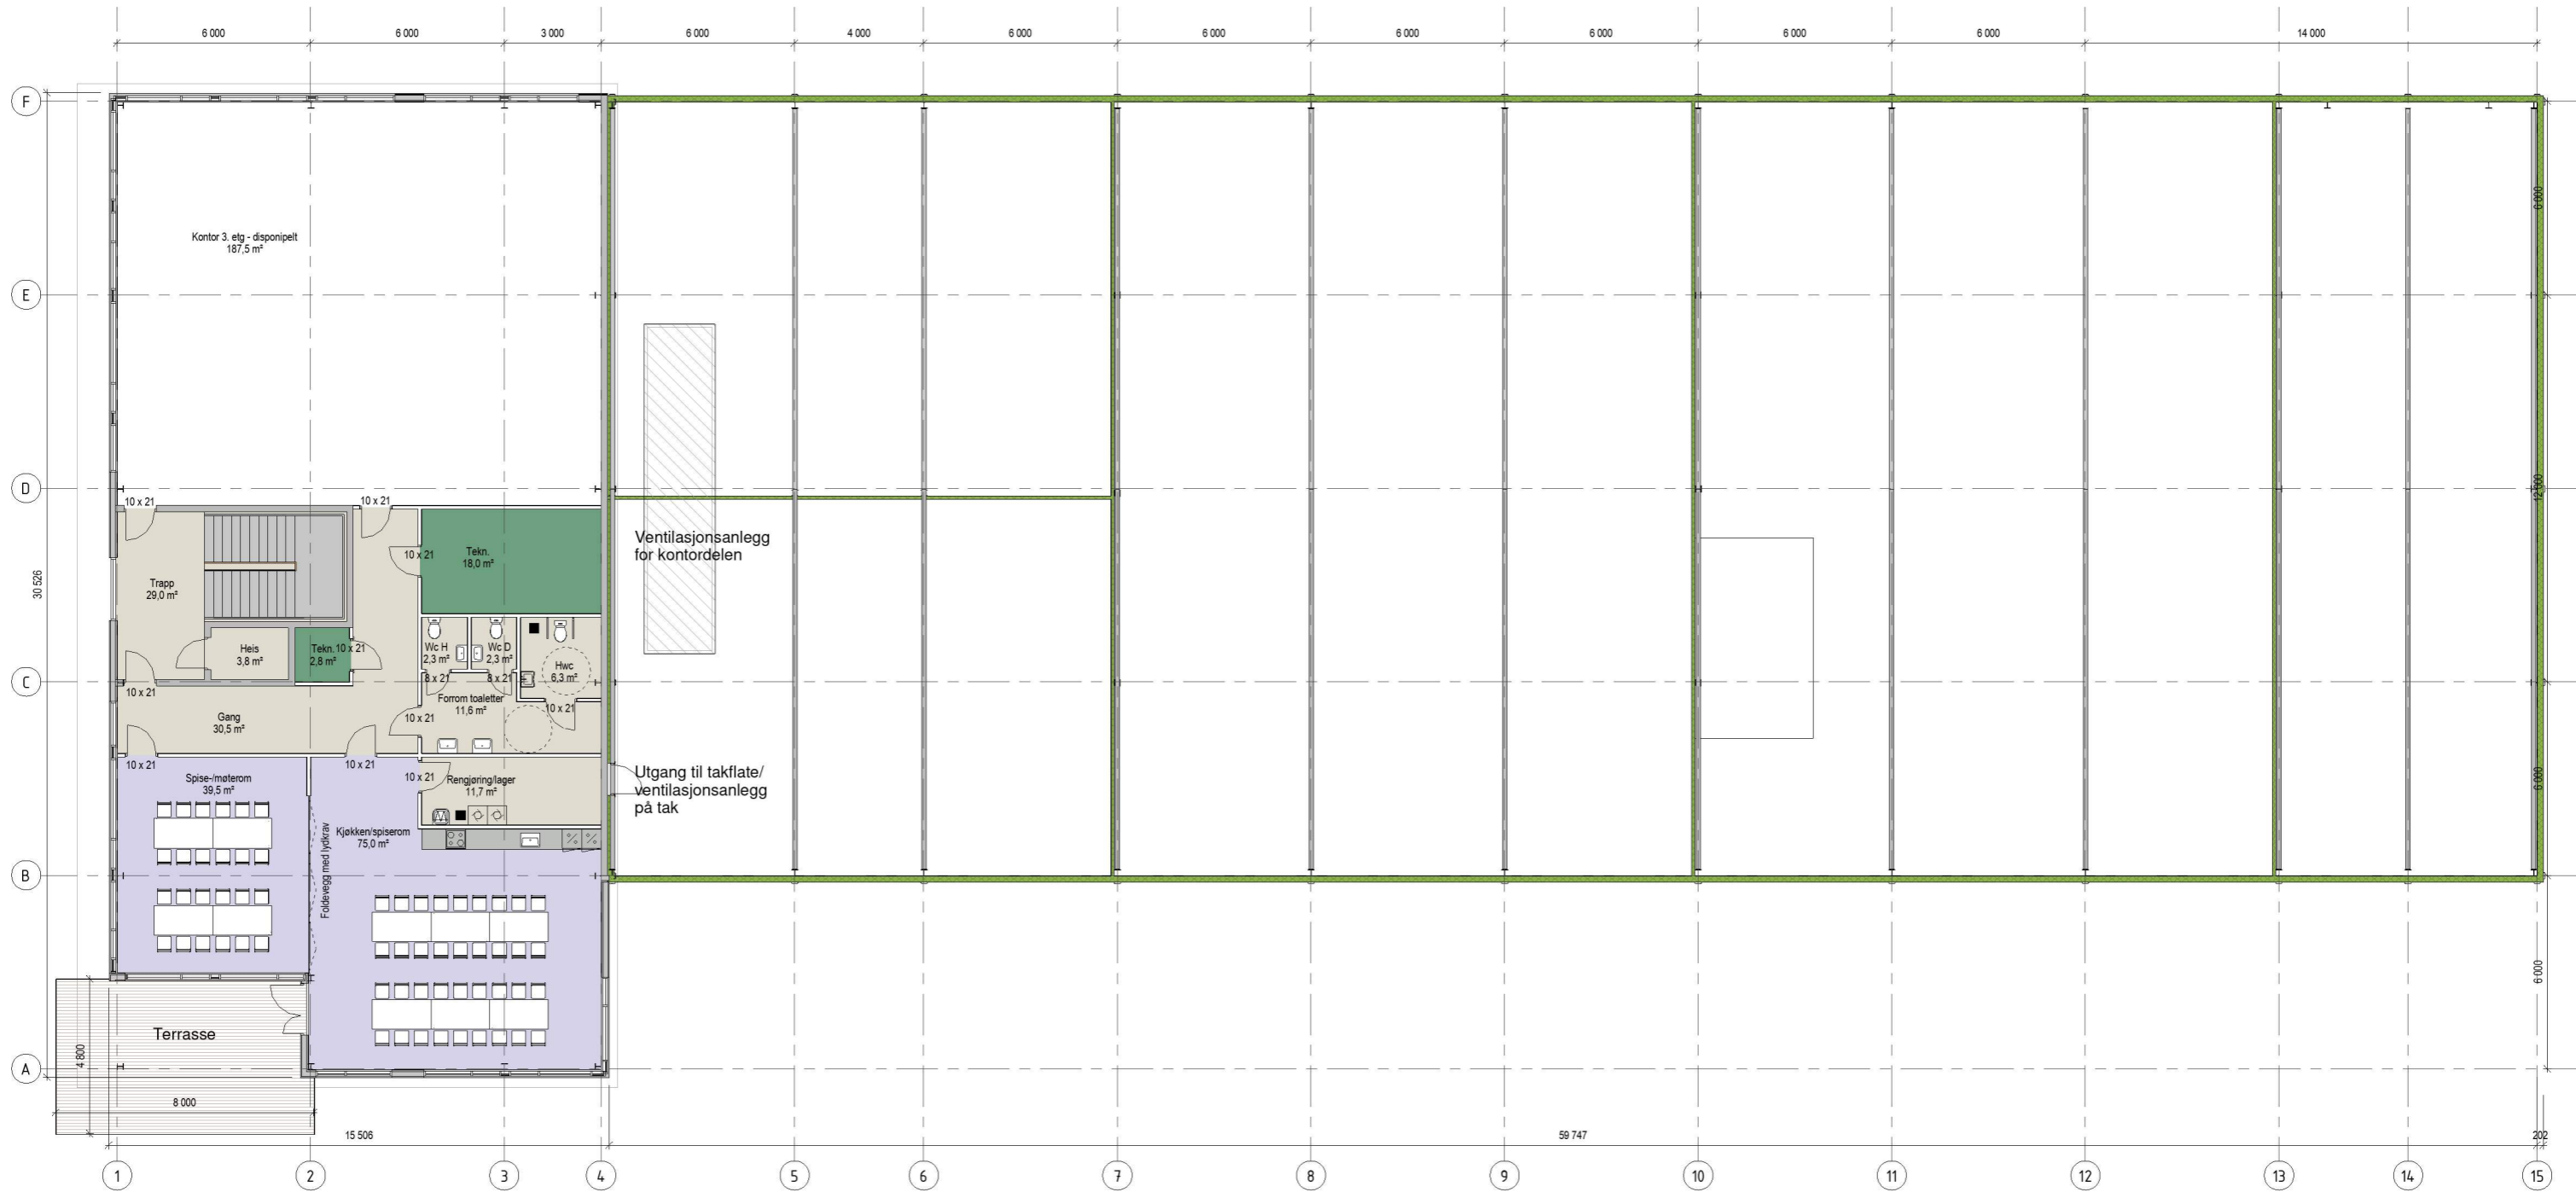 6 000
6 000
3 000
6 000
4 000
6 000
6 000
6 000
6 000
6 000
6 000
14 000
F
E
D
C
B
A
30 526
Kontor 3. etg - disponipelt
187,5 m²
10 x 21
10 x 21
10 x 21
Tekn.
18,0 m²
Trapp
29,0 m²
Heis
3,8 m²
Tekn.
2,8 m²
10 x 21
Wc H
2,3 m²
Wc D
2,3 m²
Hwc
6,3 m²
8 x 21
8 x 21
10 x 21
Forrom toaletter
11,6 m²
10 x 21
10 x 21
Gang
30,5 m²
10 x 21
10 x 21
10 x 21
Spise-/møterom
39,5 m²
Rengjøring/lager
11,7 m²
Kjøkken/spiserom
75,0 m²
Foldevegg med lydkrav
Ventilasjonsanlegg
for kontordelen
Utgang til takflate/
ventilasjonsanlegg
på tak
6 000
12 000
6 000
6 000
Terrasse
4 800
8 000
15 506
59 747
202
1
2
3
4
5
6
7
8
9
10
11
12
13
14
15